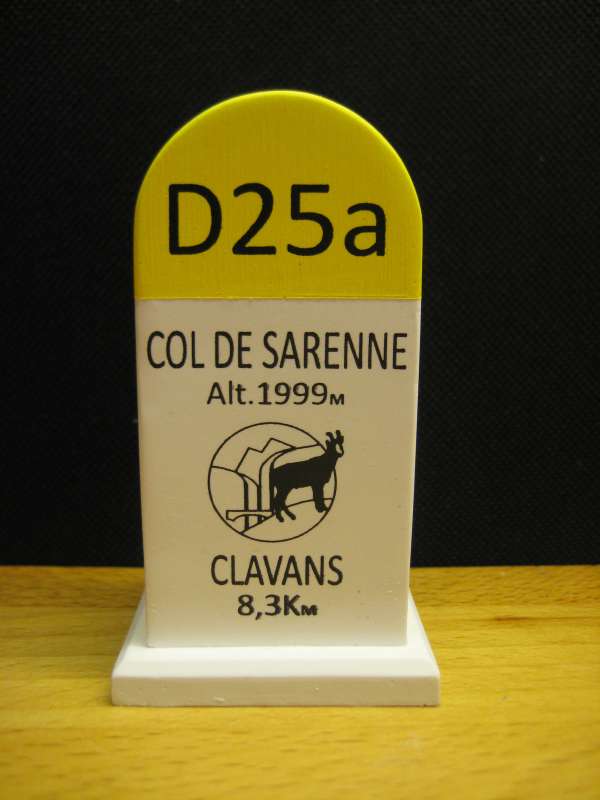 D25a
COL DE SARENNE
Alt.1999M
CLAVANS
8,3KM